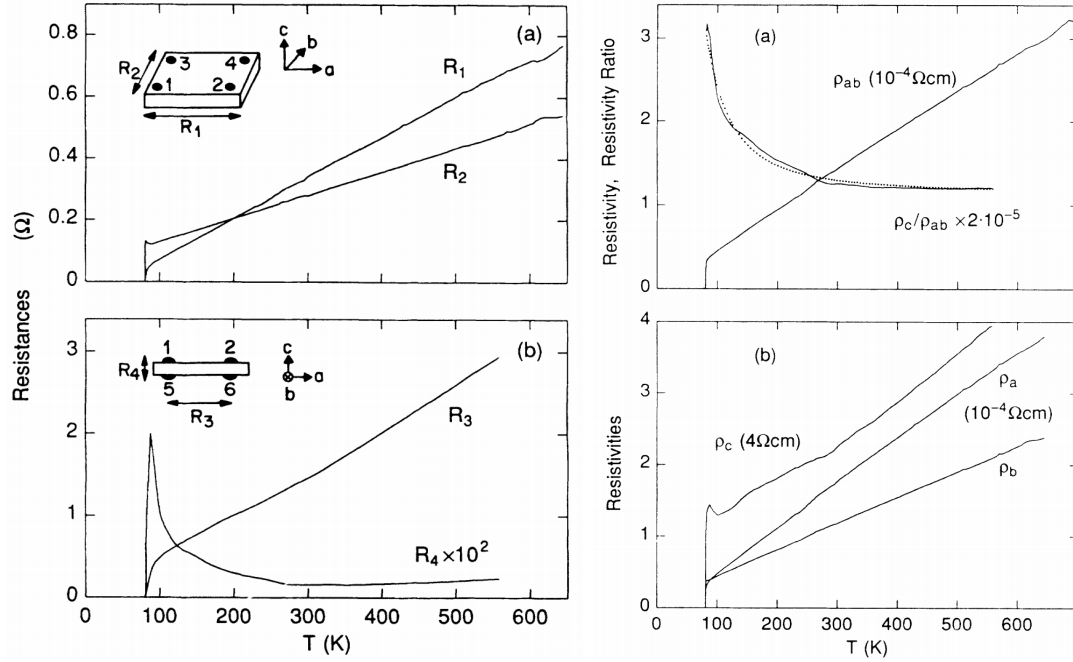 (a)
0.8
0.6
0.4
0.2
0
c
b
a
R2
3
4
1
2
R1
R1
R2
Resistances (Ω)
(b)
3
2
1
0
R4
1
2
5
6
R3
c
a
b
R3
R4×10²
0 100 200 300 400 500 600
T (K)
(a)
3
2
1
0
ρab (10⁻⁴Ωcm)
ρc/ρab ×2·10⁻⁵
Resistivity, Resistivity Ratio
(b)
4
3
2
1
0
ρc (4Ωcm)
ρa
(10⁻⁴Ωcm)
ρb
Resistivities
0 100 200 300 400 500 600
T (K)